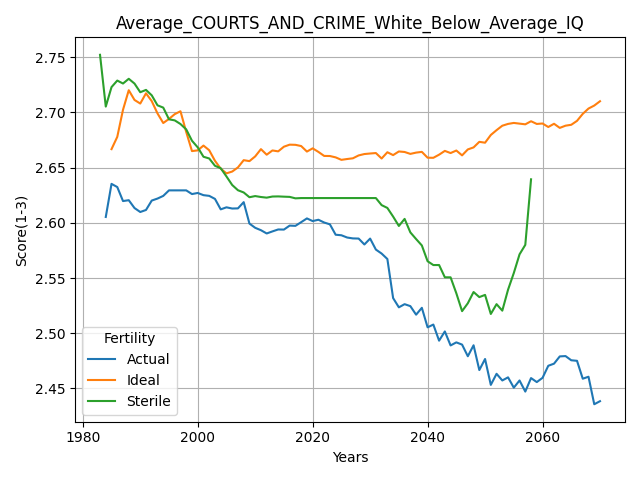 Average_COURTS_AND_CRIME_White_Below_Average_IQ
Score(1-3)
2.75
2.70
2.65
2.60
2.55
2.50
2.45
Fertility
Actual
Ideal
Sterile
1980
2000
2020
2040
2060
Years